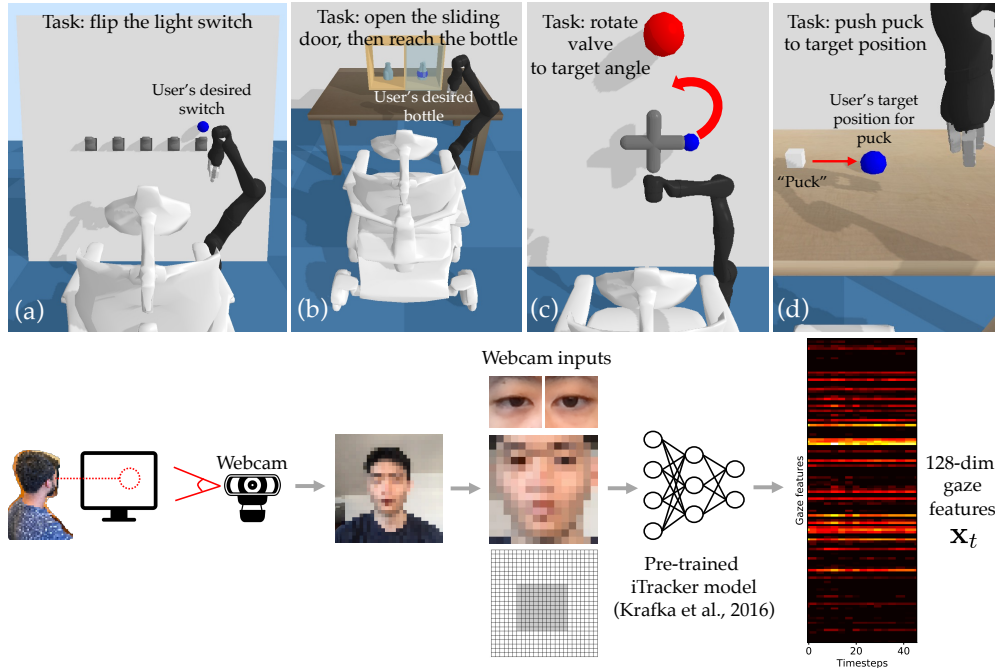 Task: flip the light switch
User's desired
switch
(a)
Task: open the sliding
door, then reach the bottle
User's desired
bottle
(b)
Task: rotate
valve
to target angle
(c)
Task: push puck
to target position
User's target
position for
puck
"Puck"
(d)
Webcam
Webcam inputs
Pre-trained
iTracker model
(Krafka et al., 2016)
Gaze features
0
20
40
Timesteps
128-dim
gaze
features
𝐱ₜ